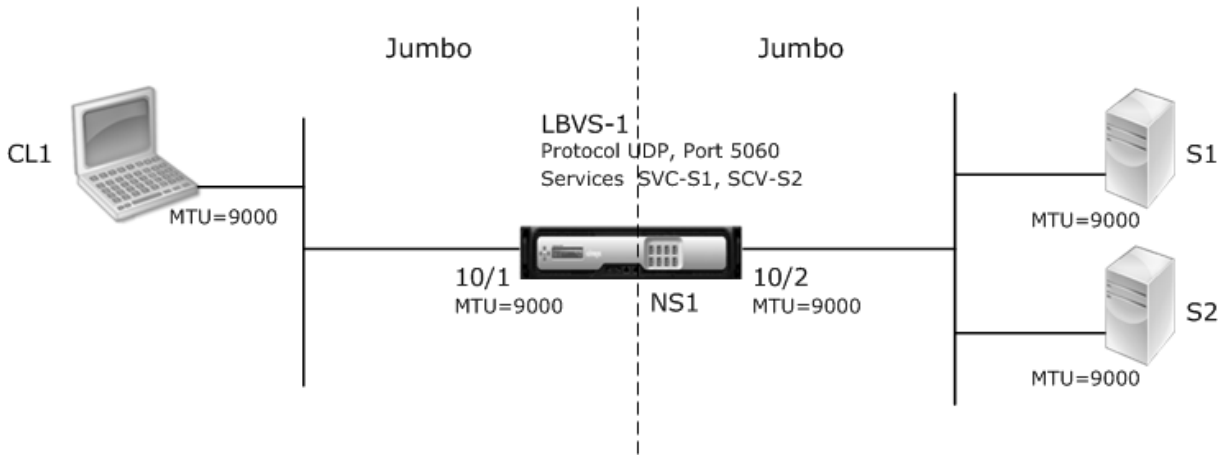 Jumbo
Jumbo
CL1
MTU=9000
LBVS-1
Protocol UDP, Port 5060
Services SVC-S1, SCV-S2
10/1
MTU=9000
NS1
10/2
MTU=9000
S1
MTU=9000
S2
MTU=9000